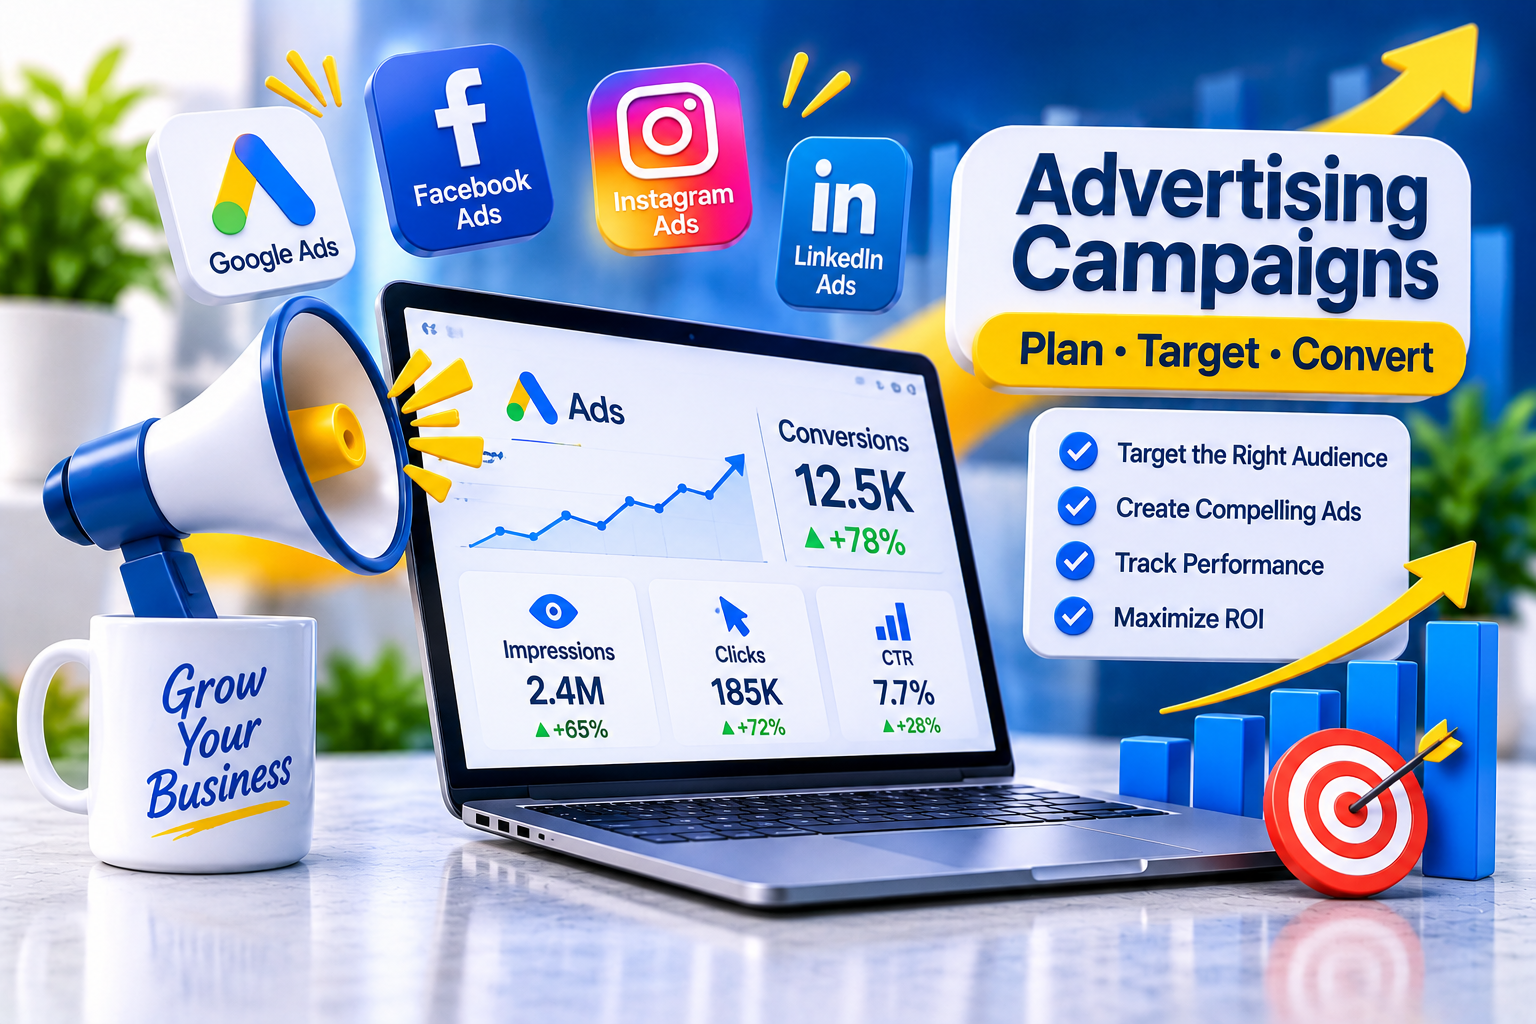 Google Ads
Facebook
Ads
Instagram
Ads
in
LinkedIn
Ads
Advertising
Campaigns
Plan • Target • Convert
Target the Right Audience
Create Compelling Ads
Track Performance
Maximize ROI
Ads
Conversions
12.5K
▲+78%
Impressions
2.4M
▲+65%
Clicks
185K
▲+72%
CTR
7.7%
▲+28%
Grow
Your
Business